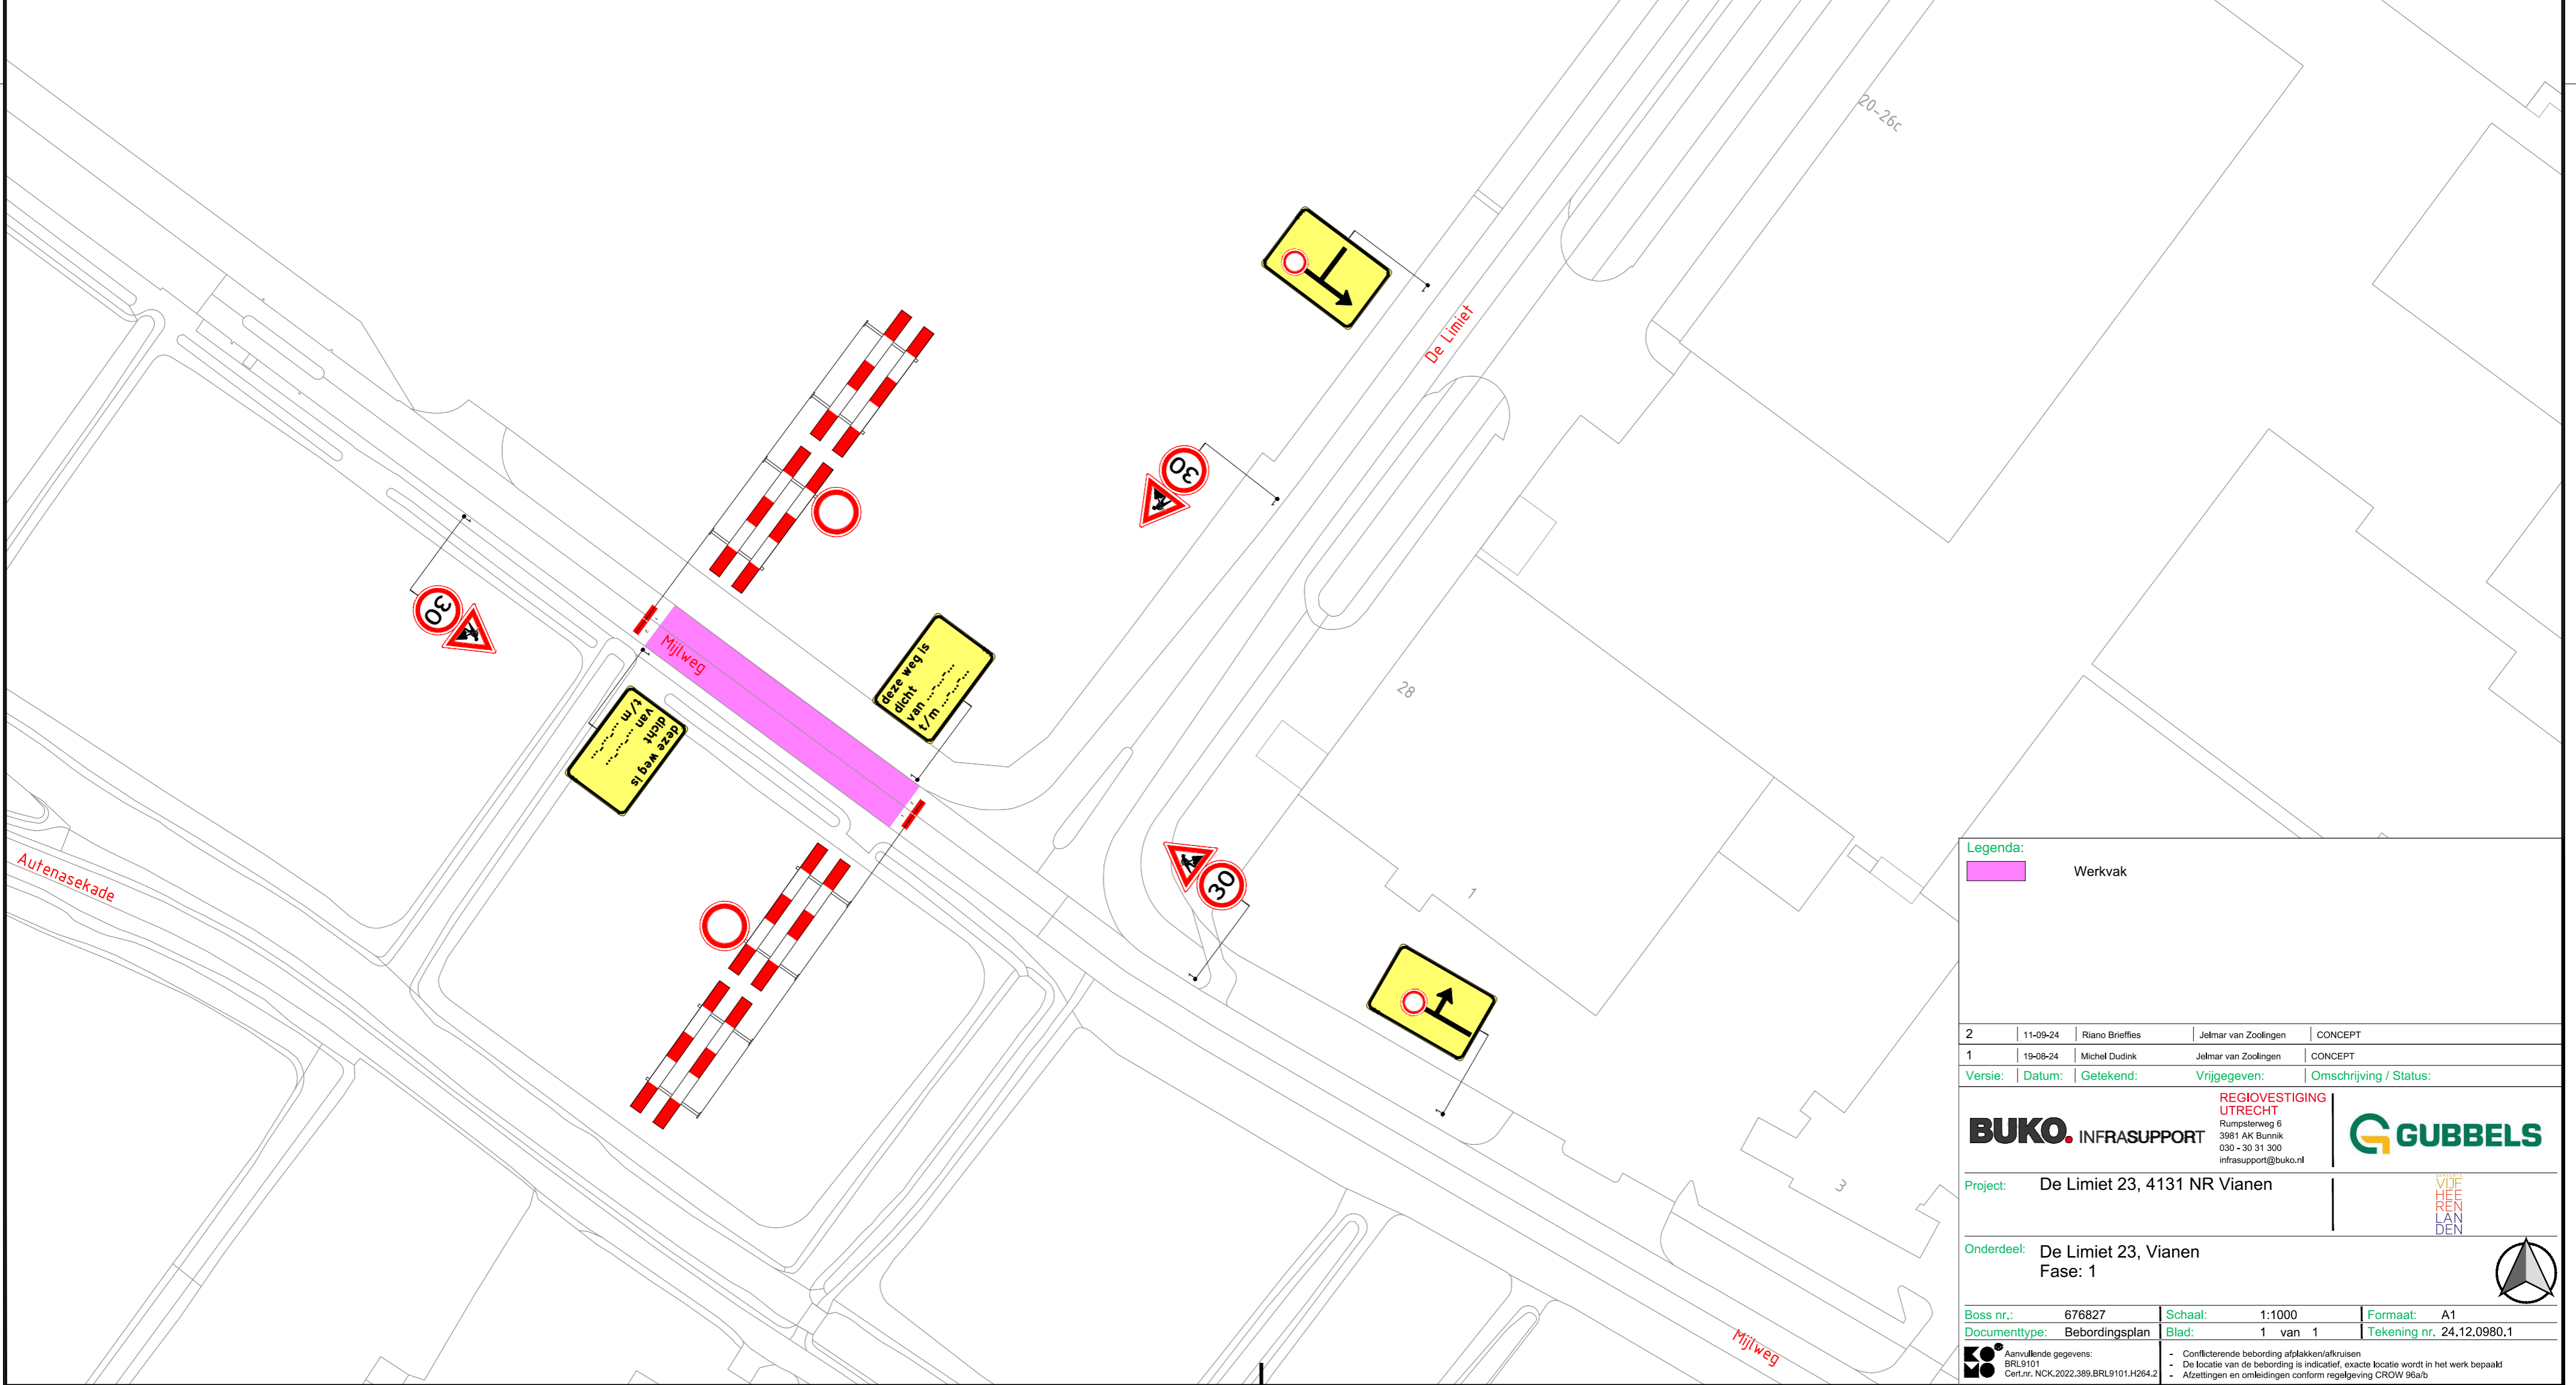 20-26c
De Limiet
30
30
Mijlweg
deze weg is
dicht
van ...-...-...
t/m ...-...-...
deze weg is
dicht
van ...-...-...
t/m ...-...-...
28
Autenasekade
30
1
3
Mijlweg
Legenda:
Werkvak
2 11-09-24 Riano Brieffies Jelmar van Zoolingen CONCEPT
1 19-08-24 Michel Dudink Jelmar van Zoolingen CONCEPT
Versie: Datum: Getekend: Vrijgegeven: Omschrijving / Status:
BUKO. INFRASUPPORT
REGIOVESTIGING
UTRECHT
Rumpsterweg 6
3981 AK Bunnik
030 - 30 31 300
infrasupport@buko.nl
GUBBELS
Project: De Limiet 23, 4131 NR Vianen
VIJF
HEE
REN
LAN
DEN
Onderdeel: De Limiet 23, Vianen
Fase: 1
Boss nr.: 676827 Schaal: 1:1000 Formaat: A1
Documenttype: Bebordingsplan Blad: 1 van 1 Tekening nr. 24.12.0980.1
KOMO®
Aanvullende gegevens:
BRL9101
Cert.nr. NCK.2022.389.BRL9101.H264.2
- Conflicterende bebording afplakken/afkruisen
- De locatie van de bebording is indicatief, exacte locatie wordt in het werk bepaald
- Afzettingen en omleidingen conform regelgeving CROW 96a/b